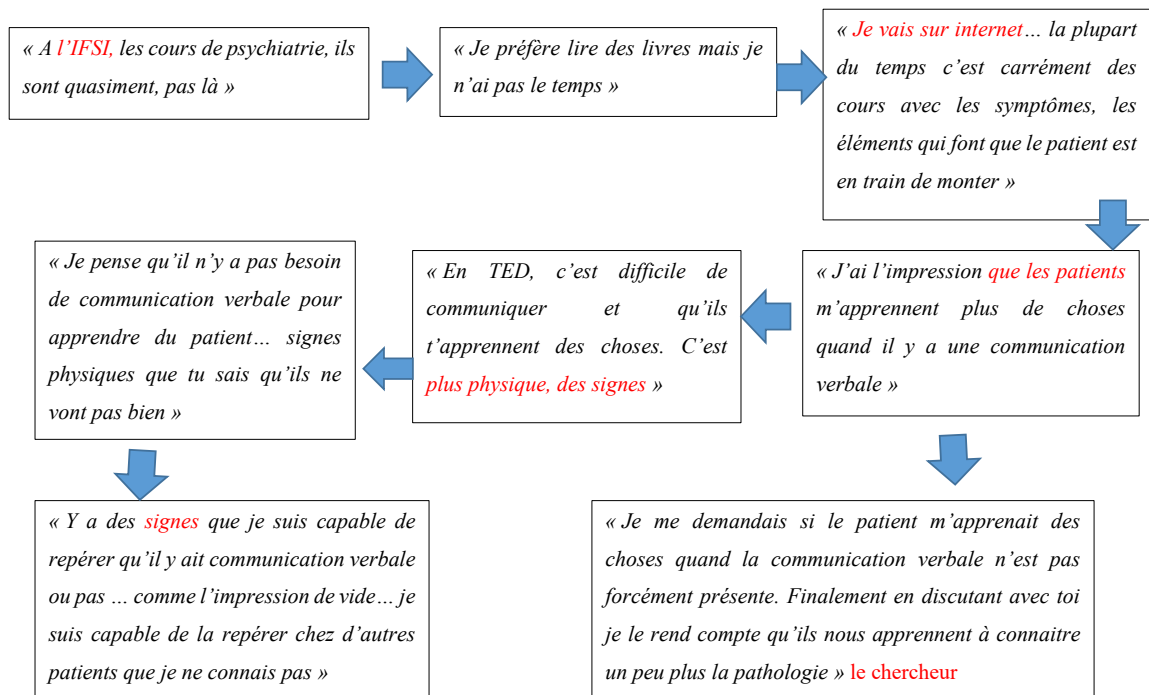 « A l’IFSI, les cours de psychiatrie, ils
sont quasiment, pas là »
« Je préfère lire des livres mais je
n’ai pas le temps »
« Je vais sur internet… la plupart
du temps c’est carrément des
cours avec les symptômes, les
éléments qui font que le patient est
en train de monter »
« J’ai l’impression que les patients
m’apprennent plus de choses
quand il y a une communication
verbale »
« En TED, c’est difficile de
communiquer et qu’ils
t’apprennent des choses. C’est
plus physique, des signes »
« Je pense qu’il n’y a pas besoin
de communication verbale pour
apprendre du patient… signes
physiques que tu sais qu’ils ne
vont pas bien »
« Y a des signes que je suis capable de
repérer qu’il y ait communication verbale
ou pas … comme l’impression de vide… je
suis capable de la repérer chez d’autres
patients que je ne connais pas »
« Je me demandais si le patient m’apprenait des
choses quand la communication verbale n’est pas
forcément présente. Finalement en discutant avec toi
je le rend compte qu’ils nous apprennent à connaitre
un peu plus la pathologie » le chercheur